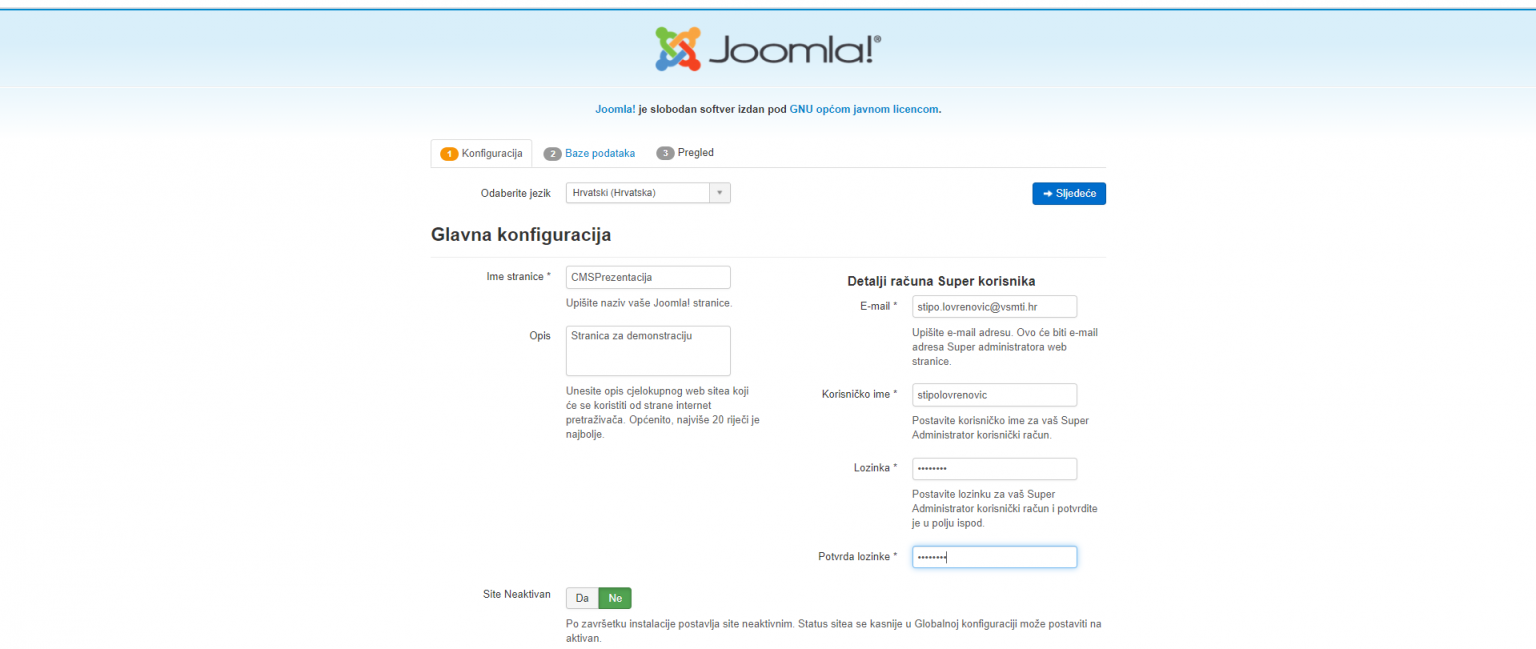 Joomla!®
Joomla! je slobodan softver izdan pod GNU općom javnom licencom.
1 Konfiguracija
2 Baze podataka
3 Pregled
Odaberite jezik
Hrvatski (Hrvatska)
Sljedeće
Glavna konfiguracija
Ime stranice *
CMSPrezentacija
Upišite naziv vaše Joomla! stranice.
Opis
Stranica za demonstraciju
Unesite opis cjelokupnog web sitea koji
će se koristiti od strane internet
pretraživača. Općenito, najviše 20 riječi je
najbolje.
Detalji računa Super korisnika
E-mail *
stipo.lovrenovic@vsmti.hr
Upišite e-mail adresu. Ovo će biti e-mail
adresa Super administratora web
stranice.
Korisničko ime *
stipolovrenovic
Postavite korisničko ime za vaš Super
Administrator korisnički račun.
Lozinka *
••••••••
Postavite lozinku za vaš Super
Administrator korisnički račun i potvrdite
je u polju ispod.
Potvrda lozinke *
••••••••
Site Neaktivan
Da
Ne
Po završetku instalacije postavlja site neaktivnim. Status sitea se kasnije u Globalnoj konfiguraciji može postaviti na
aktivan.